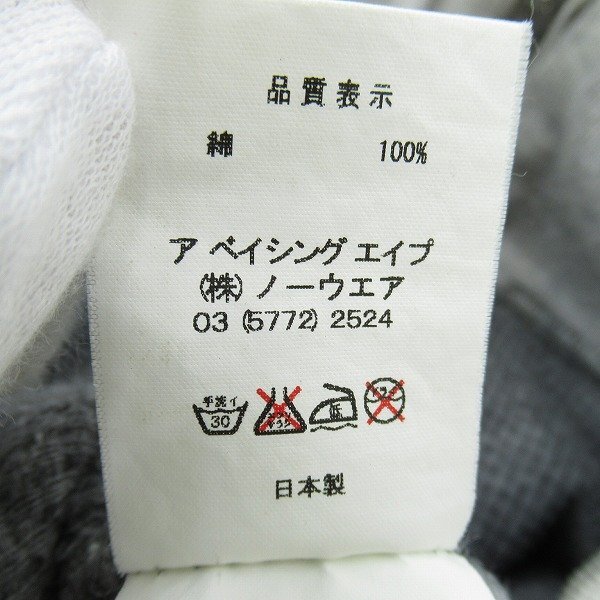 品質表示
綿 100%
ア ベイシング エイプ
(株) ノーウエア
03 (5772) 2524
手洗イ
30
低
日本製